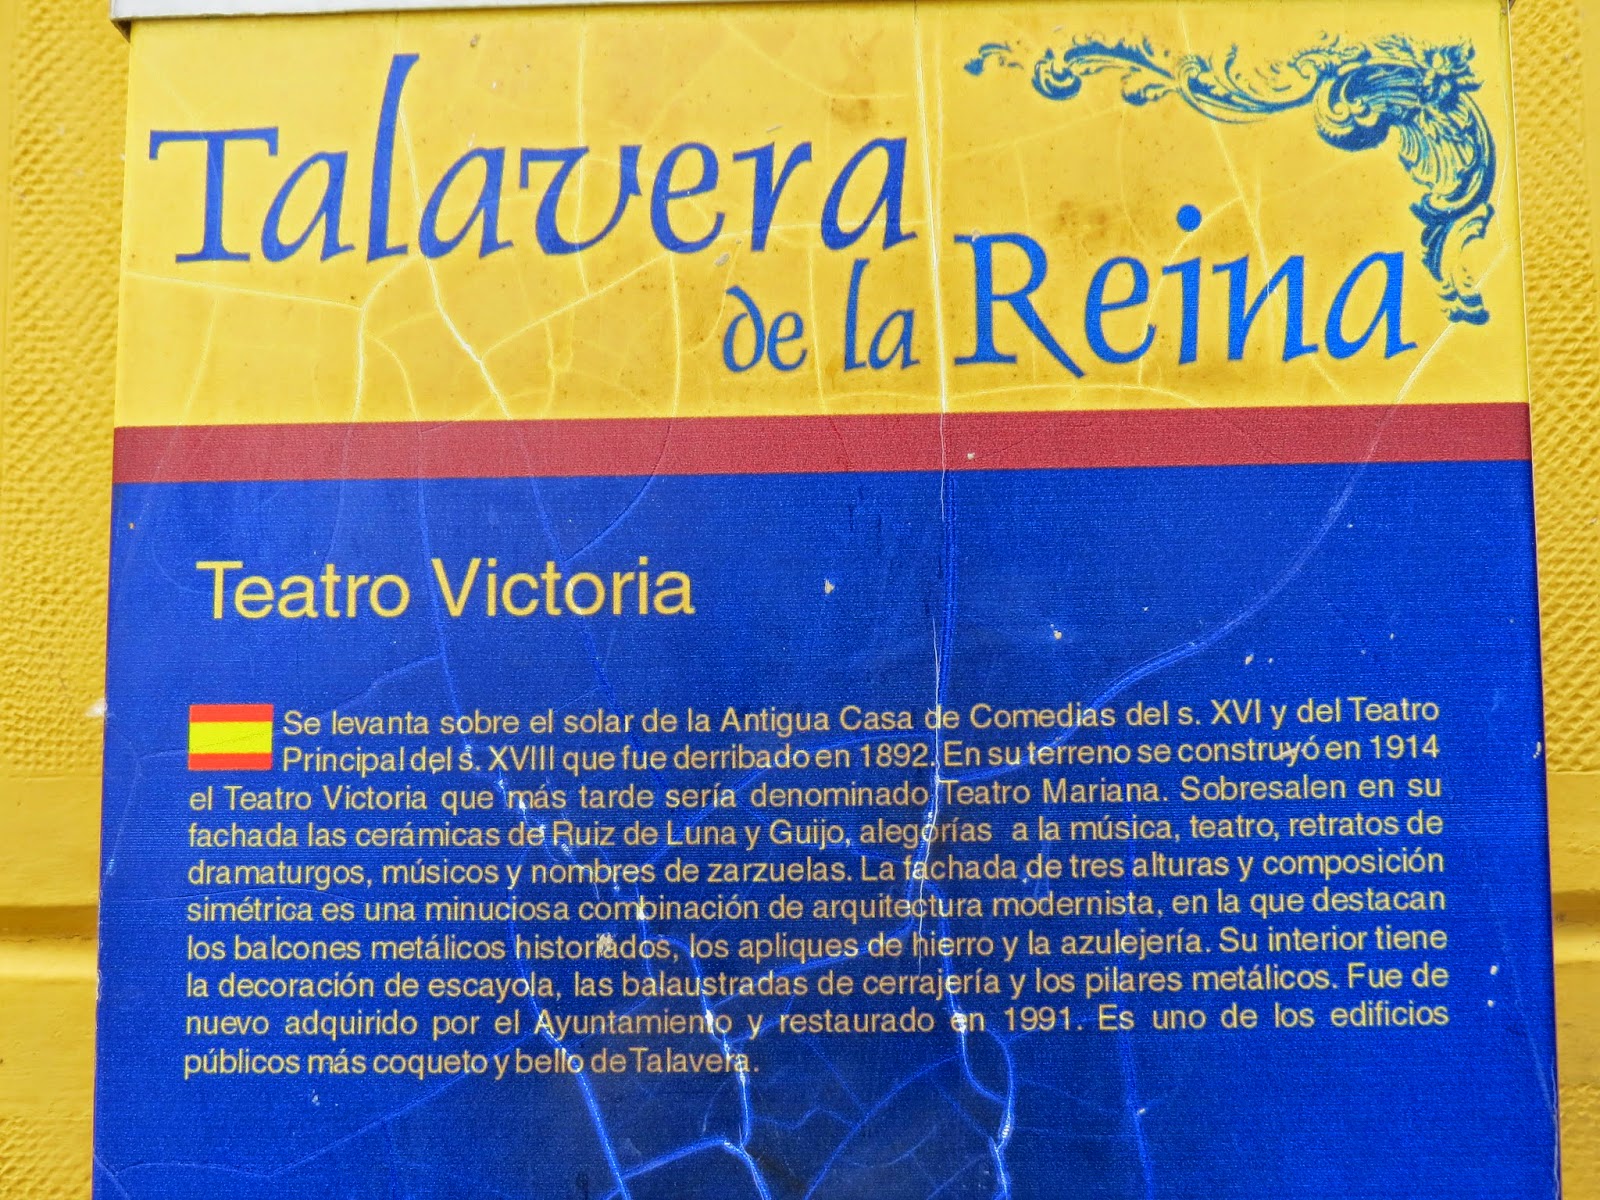 Talavera
de la Reina
Teatro Victoria
Se levanta sobre el solar de la Antigua Casa de Comedias del s. XVI y del Teatro
Principal del s. XVIII que fue derribado en 1892. En su terreno se construyó en 1914
el Teatro Victoria que más tarde sería denominado Teatro Mariana. Sobresalen en su
fachada las cerámicas de Ruiz de Luna y Guijo, alegorías a la música, teatro, retratos de
dramaturgos, músicos y nombres de zarzuelas. La fachada de tres alturas y composición
simétrica es una minuciosa combinación de arquitectura modernista, en la que destacan
los balcones metálicos historiados, los apliques de hierro y la azulejería. Su interior tiene
la decoración de escayola, las balaustradas de cerrajería y los pilares metálicos. Fue de
nuevo adquirido por el Ayuntamiento y restaurado en 1991. Es uno de los edificios
públicos más coqueto y bello de Talavera.